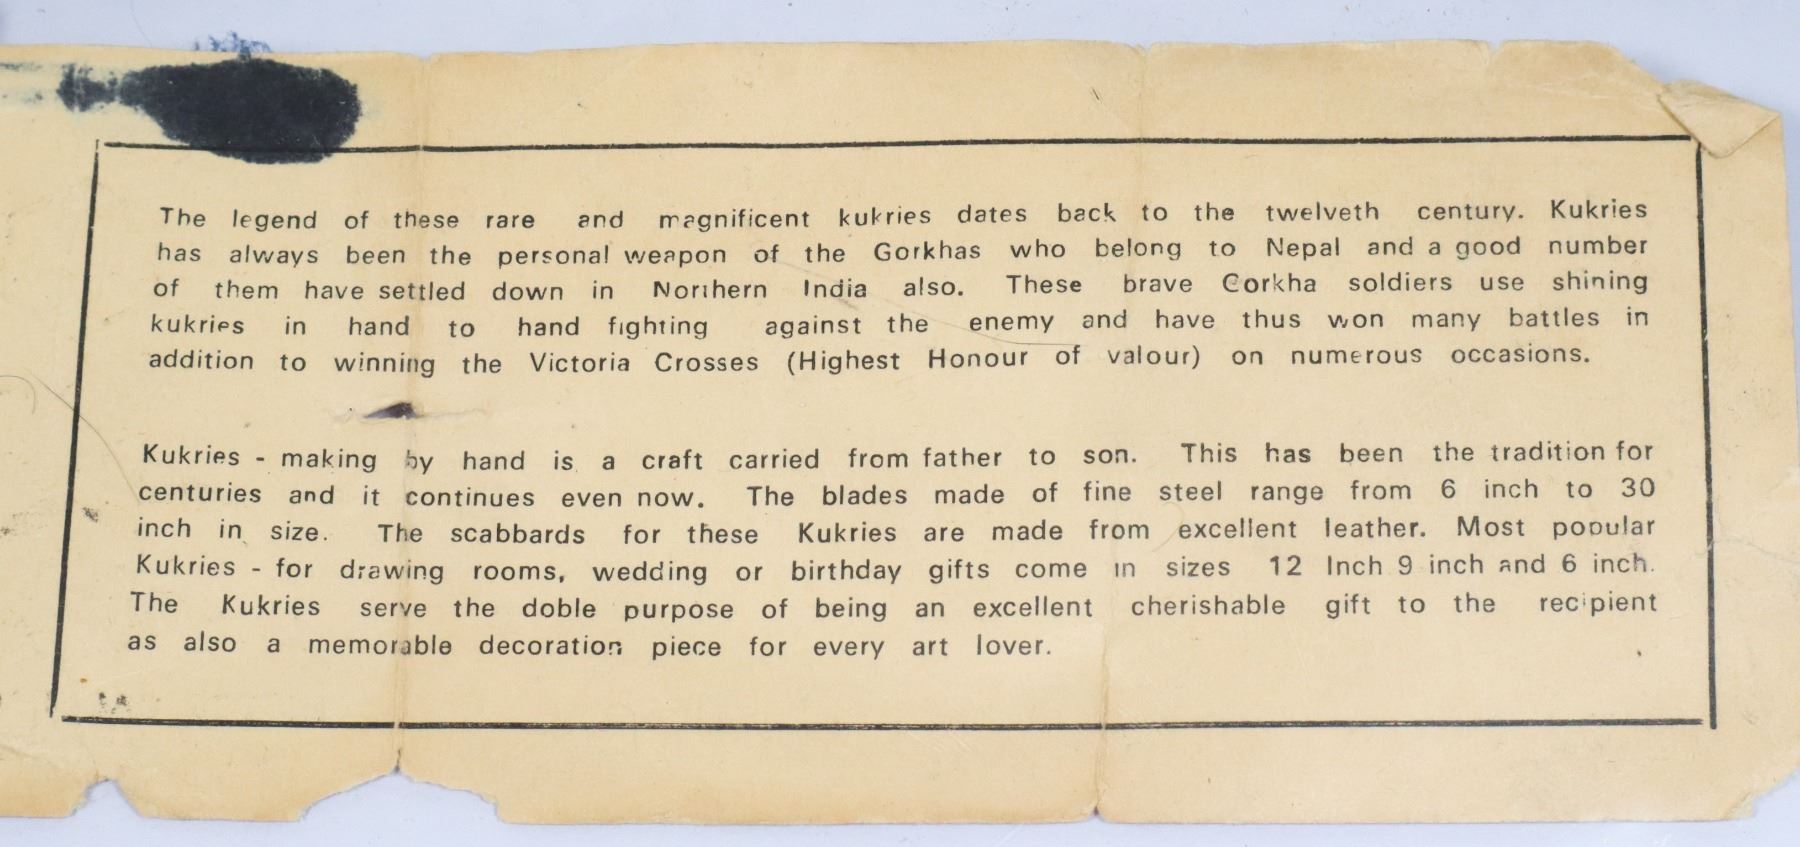 The legend of these rare and magnificent kukries dates back to the twelveth century. Kukries
has always been the personal weapon of the Gorkhas who belong to Nepal and a good number
of them have settled down in Northern India also. These brave Gorkha soldiers use shining
kukries in hand to hand fighting against the enemy and have thus won many battles in
addition to winning the Victoria Crosses (Highest Honour of valour) on numerous occasions.
Kukries - making by hand is a craft carried from father to son. This has been the tradition for
centuries and it continues even now. The blades made of fine steel range from 6 inch to 30
inch in size. The scabbards for these Kukries are made from excellent leather. Most popular
Kukries - for drawing rooms, wedding or birthday gifts come in sizes 12 Inch 9 inch and 6 inch.
The Kukries serve the doble purpose of being an excellent cherishable gift to the recipient
as also a memorable decoration piece for every art lover.